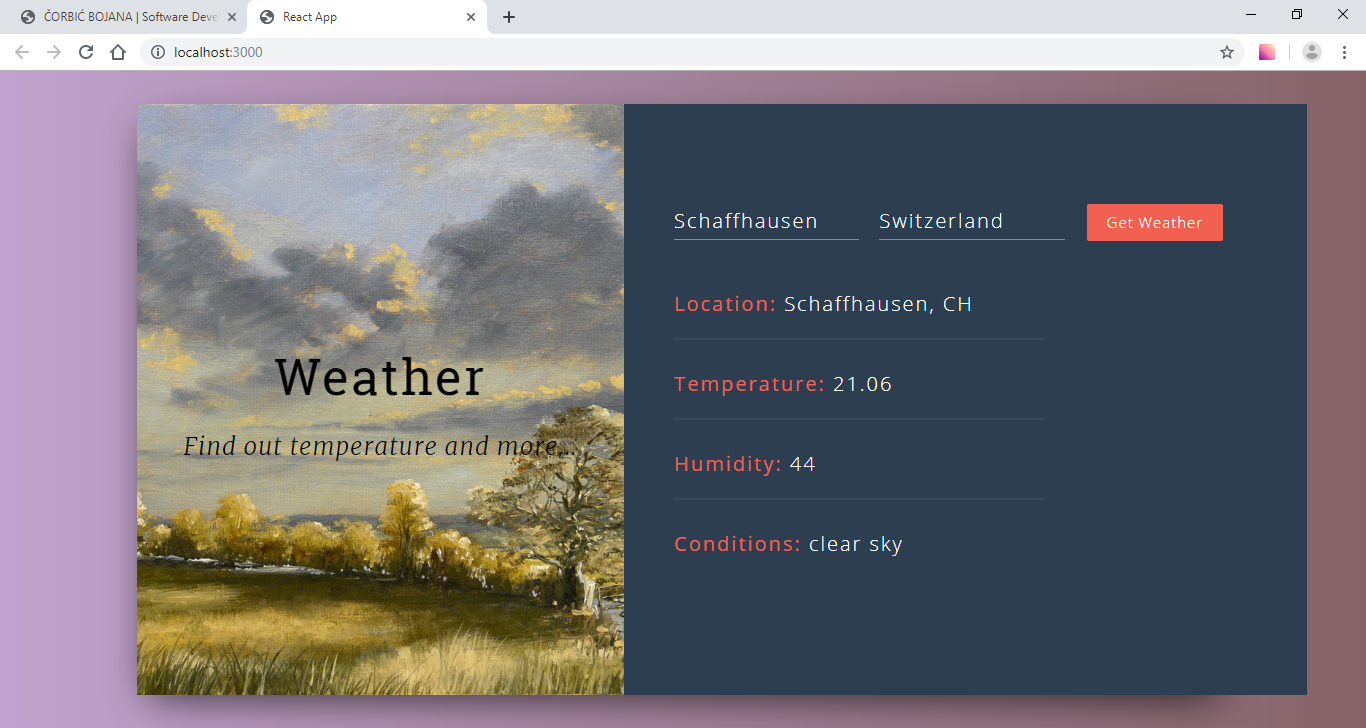 ČORBIĆ BOJANA | Software Deve
React App
localhost:3000
Schaffhausen
Switzerland
Get Weather
Location: Schaffhausen, CH
Temperature: 21.06
Humidity: 44
Conditions: clear sky
Weather
Find out temperature and more...